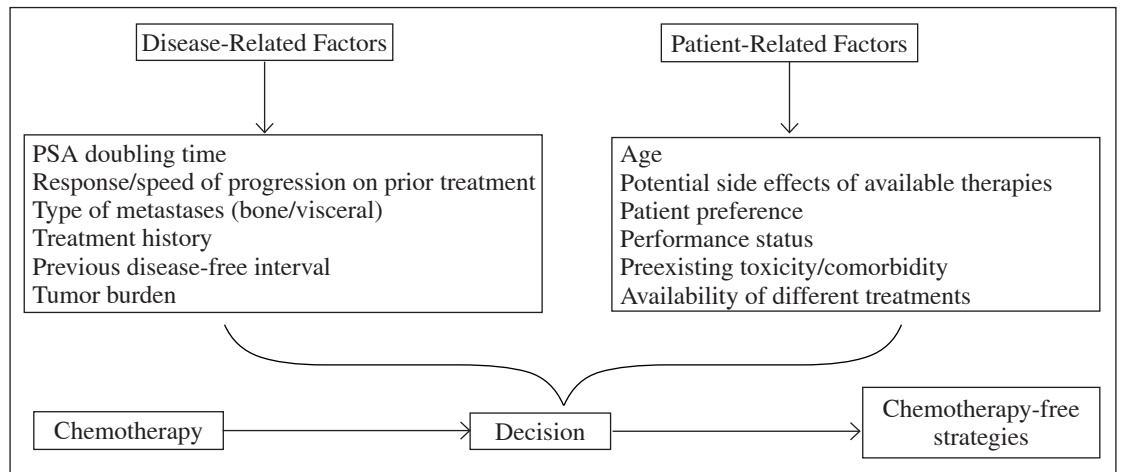 Disease-Related Factors
PSA doubling time
Response/speed of progression on prior treatment
Type of metastases (bone/visceral)
Treatment history
Previous disease-free interval
Tumor burden
Patient-Related Factors
Age
Potential side effects of available therapies
Patient preference
Performance status
Preexisting toxicity/comorbidity
Availability of different treatments
Chemotherapy
Decision
Chemotherapy-free
strategies